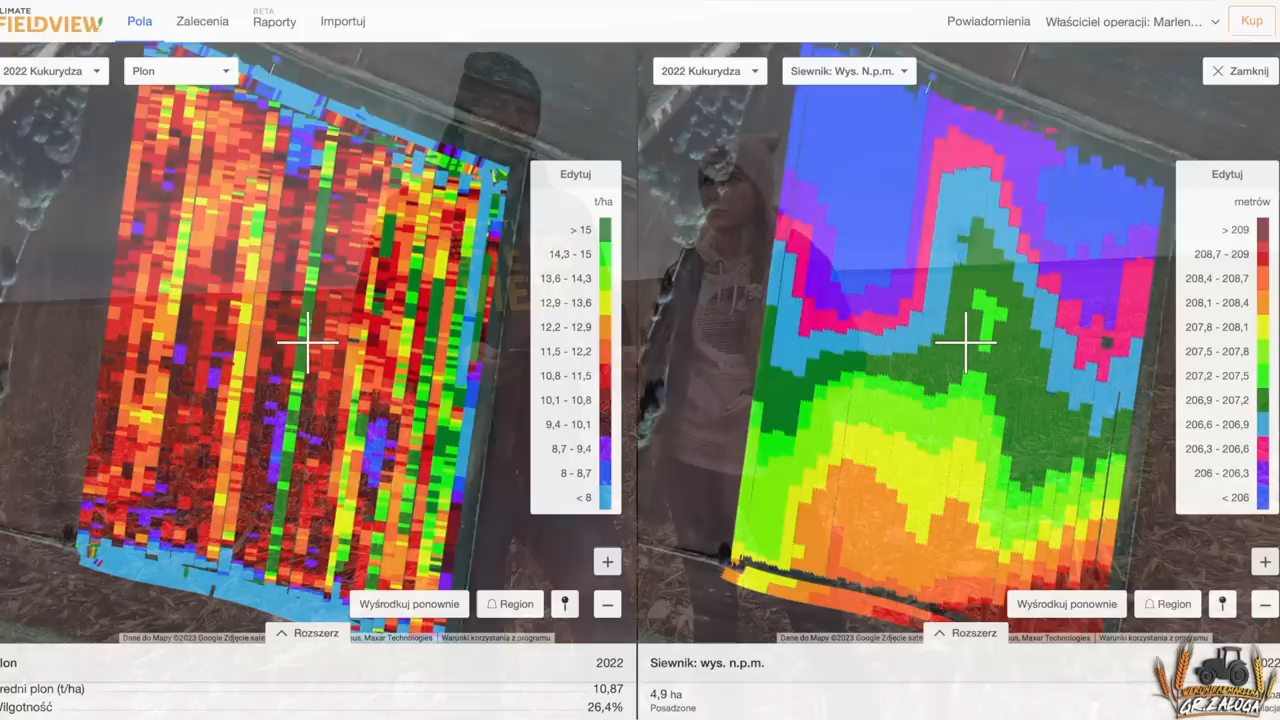 LIMATE
FIELDVIEW
Pola
Zalecenia
BETA
Raporty
Importuj
Powiadomienia
Właściciel operacji: Marlen...
Kup
2022 Kukurydza
Plon
Edytuj
t/ha
> 15
14,3 - 15
13,6 - 14,3
12,9 - 13,6
12,2 - 12,9
11,5 - 12,2
10,8 - 11,5
10,1 - 10,8
9,4 - 10,1
8,7 - 9,4
8 - 8,7
< 8
Wyśrodkuj ponownie
Region
Dane do Mapy ©2023 Google Zdjęcie sate
Rozszerz
us, Maxar Technologies
Warunki korzystania z programu
lon
2022
redni plon (t/ha)
10,87
ilgotność
26,4%
2022 Kukurydza
Siewnik: Wys. N.p.m.
Zamknij
Edytuj
metrów
> 209
208,7 - 209
208,4 - 208,7
208,1 - 208,4
207,8 - 208,1
207,5 - 207,8
207,2 - 207,5
206,9 - 207,2
206,6 - 206,9
206,3 - 206,6
206 - 206,3
< 206
Wyśrodkuj ponownie
Region
Dane do Mapy ©2023 Google Zdjęcie sate
Rozszerz
us, Maxar Technologies
Warunki korzystania z programu
Siewnik: wys. n.p.m.
4,9 ha
Posadzone
GR.ZAŁOGA